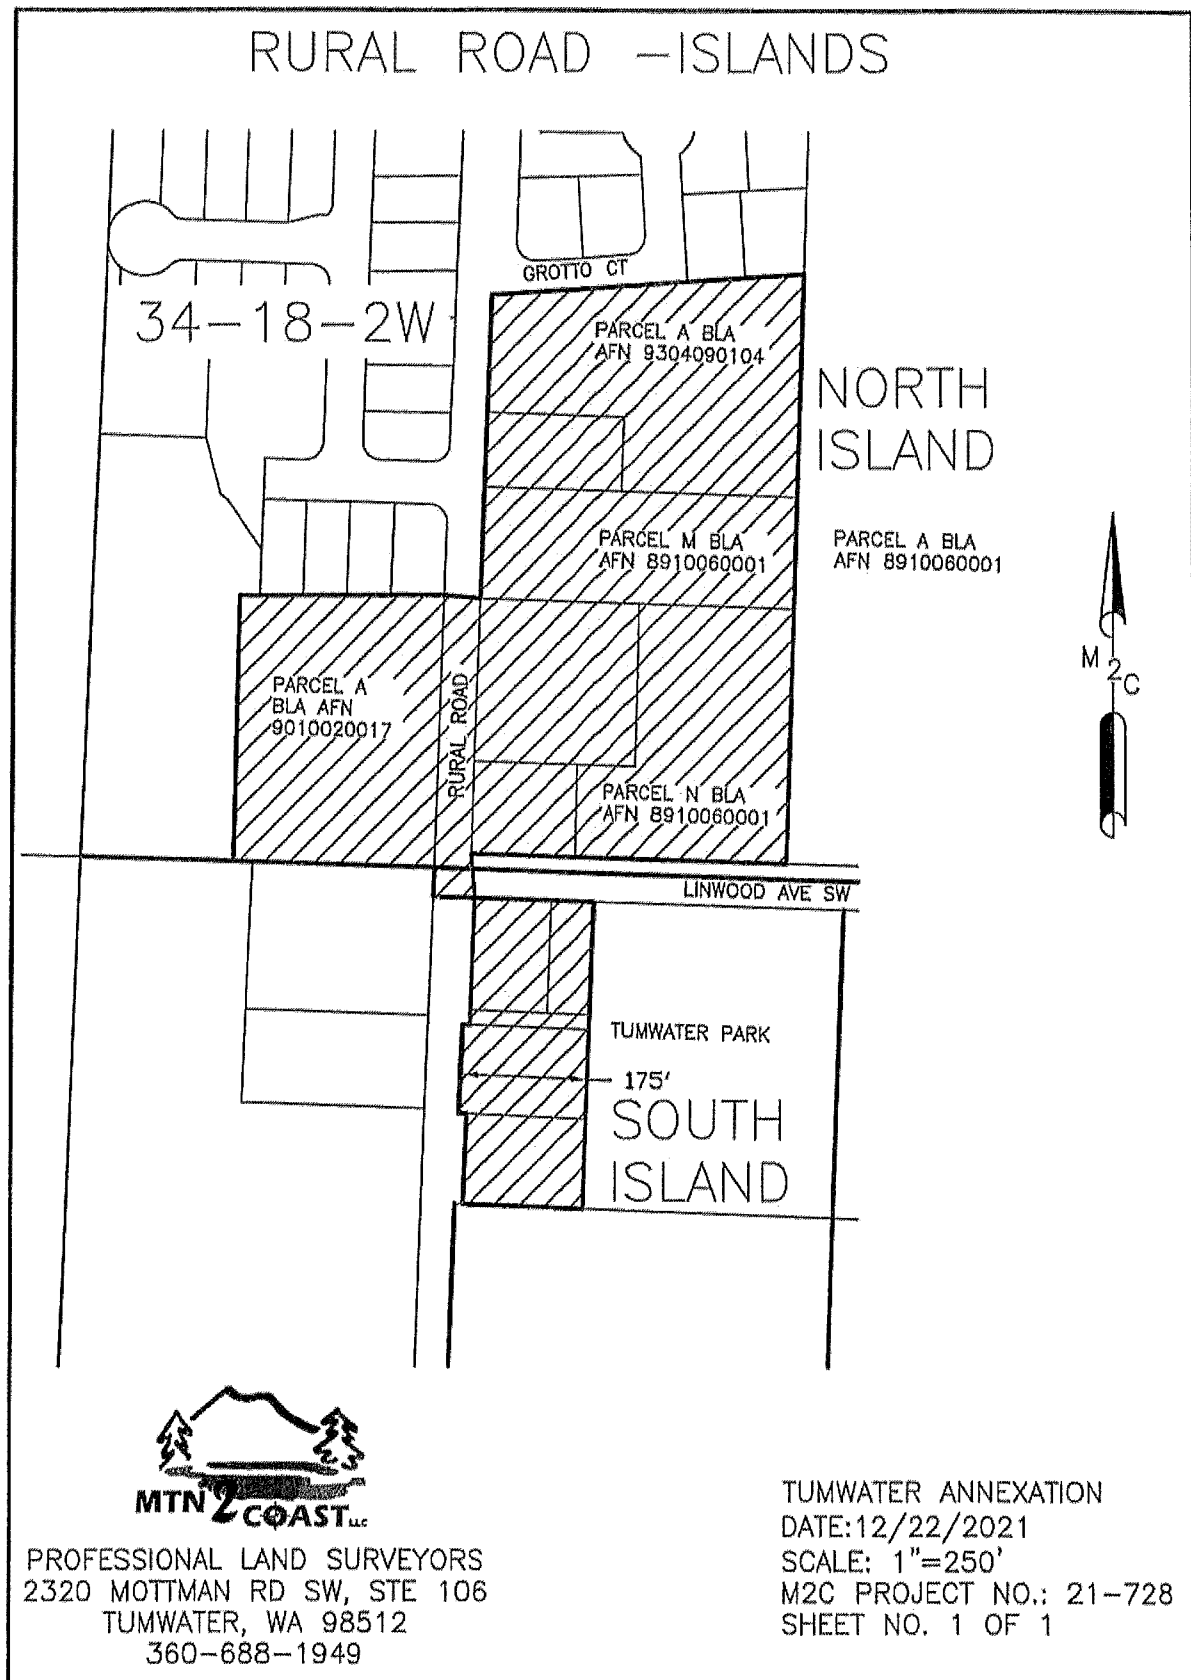 RURAL ROAD -ISLANDS
GROTTO CT
34-18-2W
PARCEL A BLA
AFN 9304090104
NORTH
ISLAND
PARCEL M BLA
AFN 8910060001
PARCEL A BLA
AFN 8910060001
M2C
PARCEL A
BLA AFN
9010020017
RURAL ROAD
PARCEL N BLA
AFN 8910060001
LINWOOD AVE SW
TUMWATER PARK
175'
SOUTH
ISLAND
MTN 2 COAST LLC
PROFESSIONAL LAND SURVEYORS
2320 MOTTMAN RD SW, STE 106
TUMWATER, WA 98512
360-688-1949
TUMWATER ANNEXATION
DATE:12/22/2021
SCALE: 1"=250'
M2C PROJECT NO.: 21-728
SHEET NO. 1 OF 1